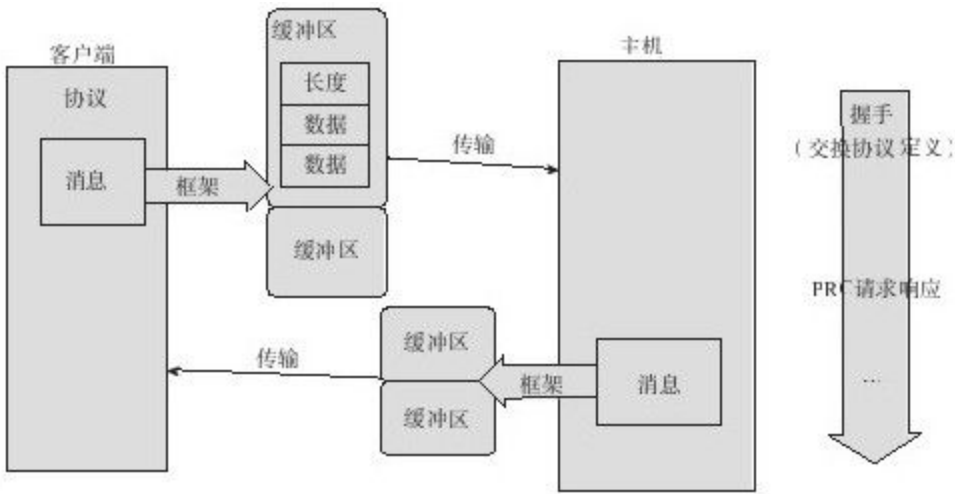 客户端
协议
消息
框架
缓冲区
长度
数据
数据
缓冲区
传输
主机
缓冲区
缓冲区
传输
框架
消息
握手
(交换协议定义)
PRC请求响应
...